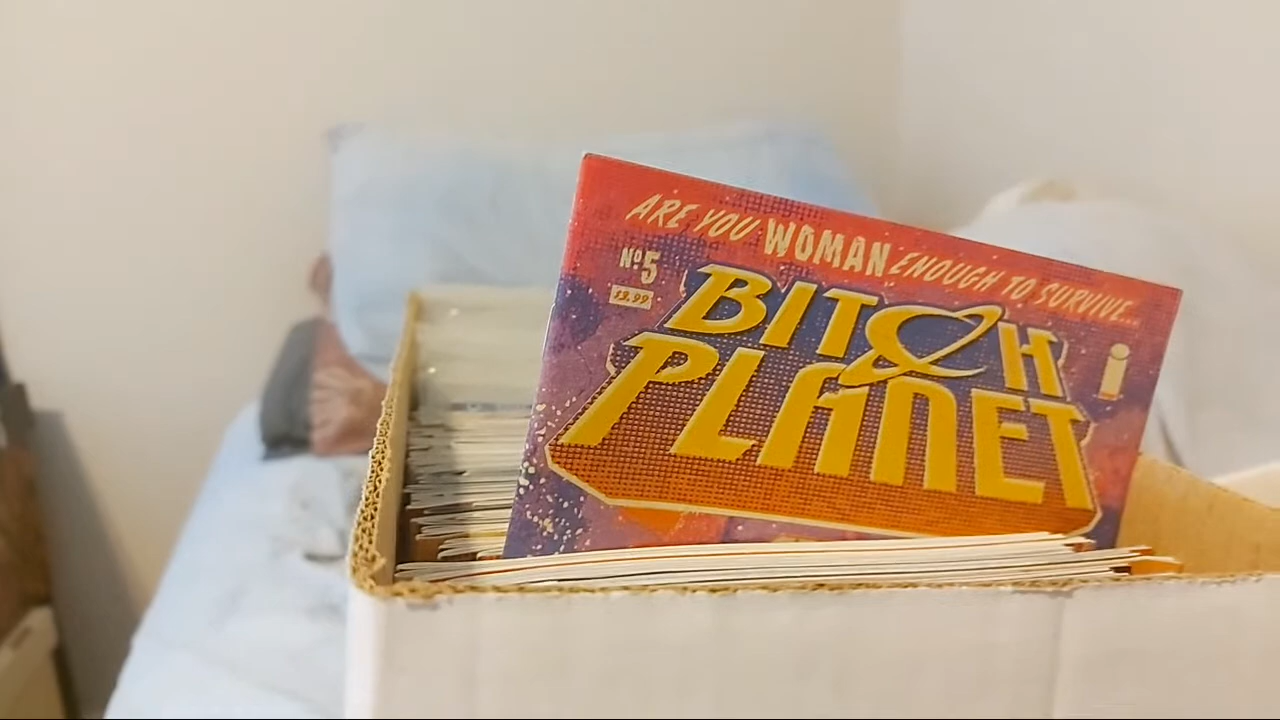 ARE YOU WOMAN ENOUGH TO SURVIVE...
Nº5
$3.99
BITCH
PLANET